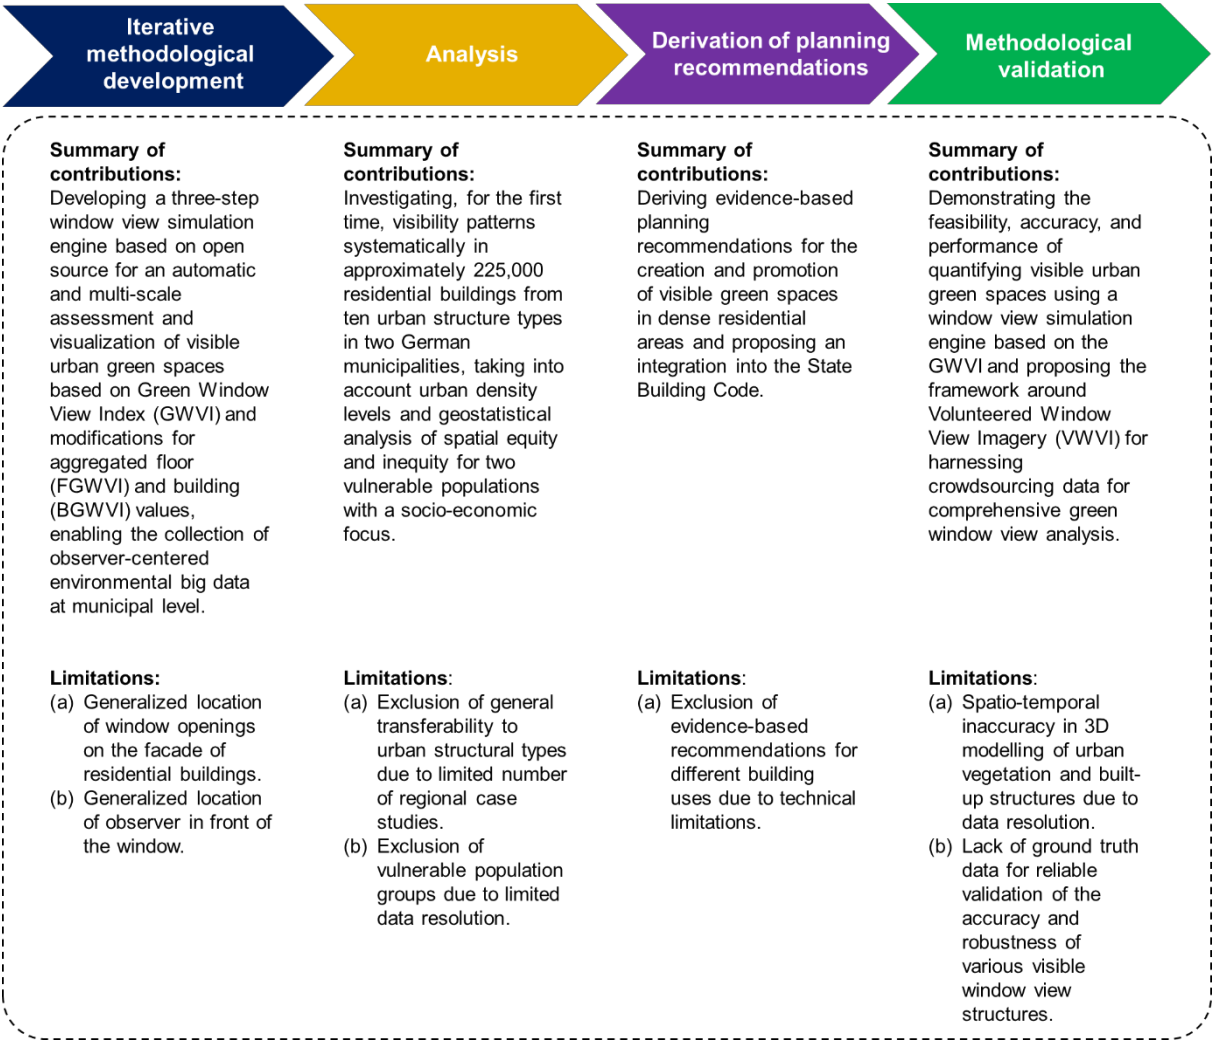 Iterative
methodological
development
Analysis
Derivation of planning
recommendations
Methodological
validation
Summary of
contributions:
Developing a three-step
window view simulation
engine based on open
source for an automatic
and multi-scale
assessment and
visualization of visible
urban green spaces
based on Green Window
View Index (GWVI) and
modifications for
aggregated floor
(FGWVI) and building
(BGWVI) values,
enabling the collection of
observer-centered
environmental big data
at municipal level.
Limitations:
(a) Generalized location
of window openings
on the facade of
residential buildings.
(b) Generalized location
of observer in front of
the window.
Summary of
contributions:
Investigating, for the first
time, visibility patterns
systematically in
approximately 225,000
residential buildings from
ten urban structure types
in two German
municipalities, taking into
account urban density
levels and geostatistical
analysis of spatial equity
and inequity for two
vulnerable populations
with a socio-economic
focus.
Limitations:
(a) Exclusion of general
transferability to
urban structural types
due to limited number
of regional case
studies.
(b) Exclusion of
vulnerable population
groups due to limited
data resolution.
Summary of
contributions:
Deriving evidence-based
planning
recommendations for the
creation and promotion
of visible green spaces
in dense residential
areas and proposing an
integration into the State
Building Code.
Limitations:
(a) Exclusion of
evidence-based
recommendations for
different building
uses due to technical
limitations.
Summary of
contributions:
Demonstrating the
feasibility, accuracy, and
performance of
quantifying visible urban
green spaces using a
window view simulation
engine based on the
GWVI and proposing the
framework around
Volunteered Window
View Imagery (VWVI) for
harnessing
crowdsourcing data for
comprehensive green
window view analysis.
Limitations:
(a) Spatio-temporal
inaccuracy in 3D
modelling of urban
vegetation and built-
up structures due to
data resolution.
(b) Lack of ground truth
data for reliable
validation of the
accuracy and
robustness of
various visible
window view
structures.